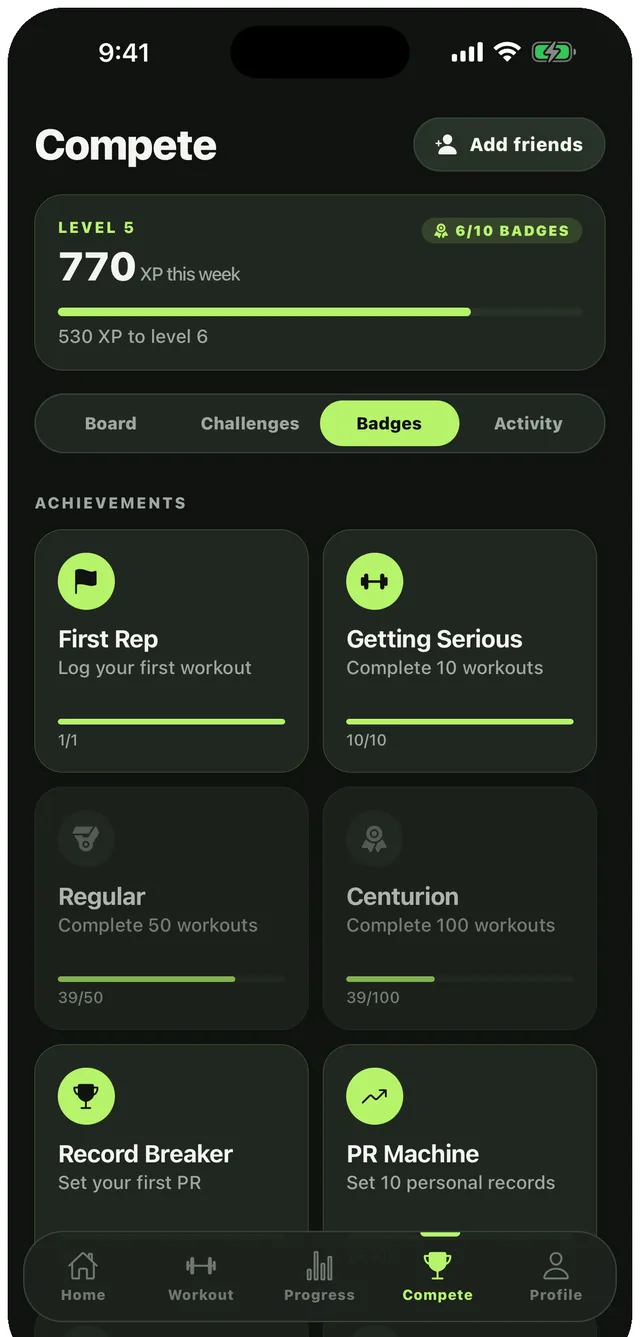 9:41
Compete
Add friends
LEVEL 5
6/10 BADGES
770 XP this week
530 XP to level 6
Board
Challenges
Badges
Activity
ACHIEVEMENTS
First Rep
Log your first workout
1/1
Getting Serious
Complete 10 workouts
10/10
Regular
Complete 50 workouts
39/50
Centurion
Complete 100 workouts
39/100
Record Breaker
Set your first PR
PR Machine
Set 10 personal records
Home
Workout
Progress
Compete
Profile